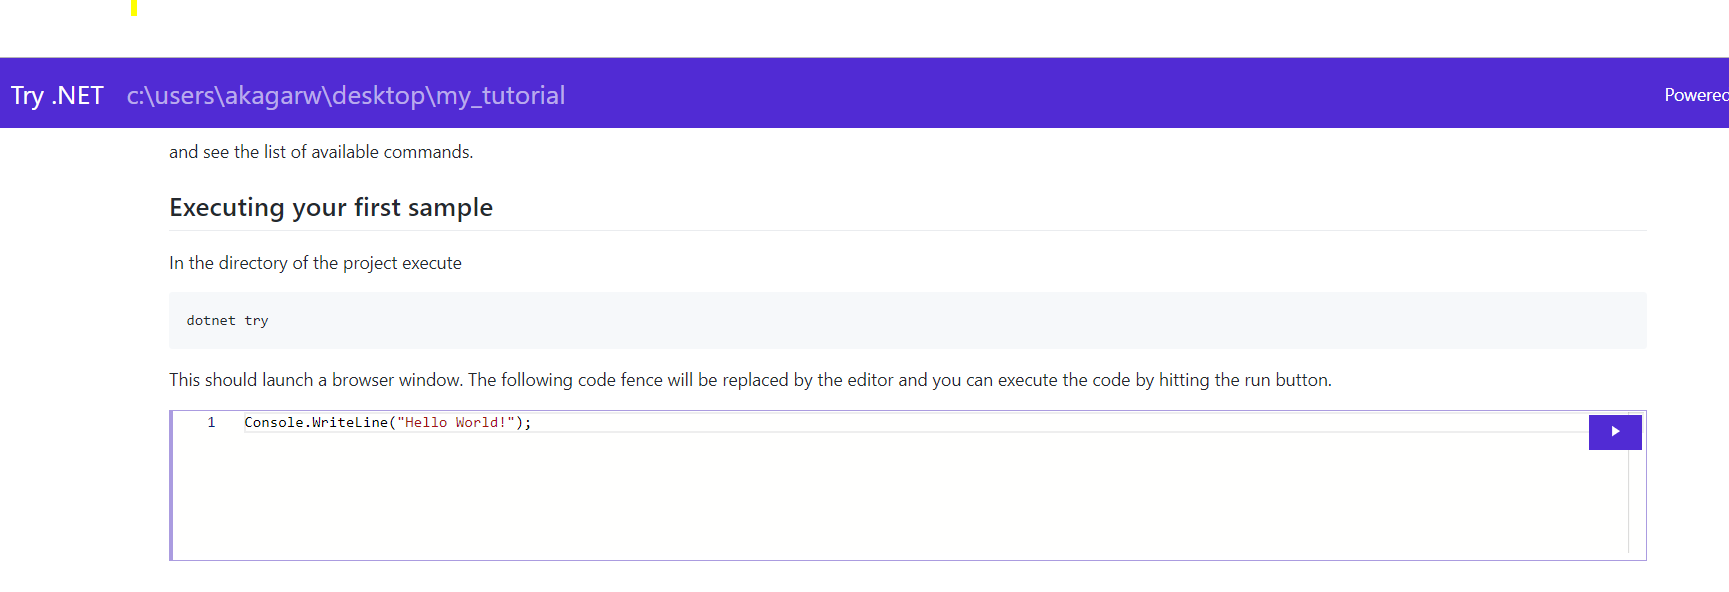 Try .NET c:\users\akagarw\desktop\my_tutorial Powered
and see the list of available commands.
Executing your first sample
In the directory of the project execute
dotnet try
This should launch a browser window. The following code fence will be replaced by the editor and you can execute the code by hitting the run button.
1 Console.WriteLine("Hello World!");